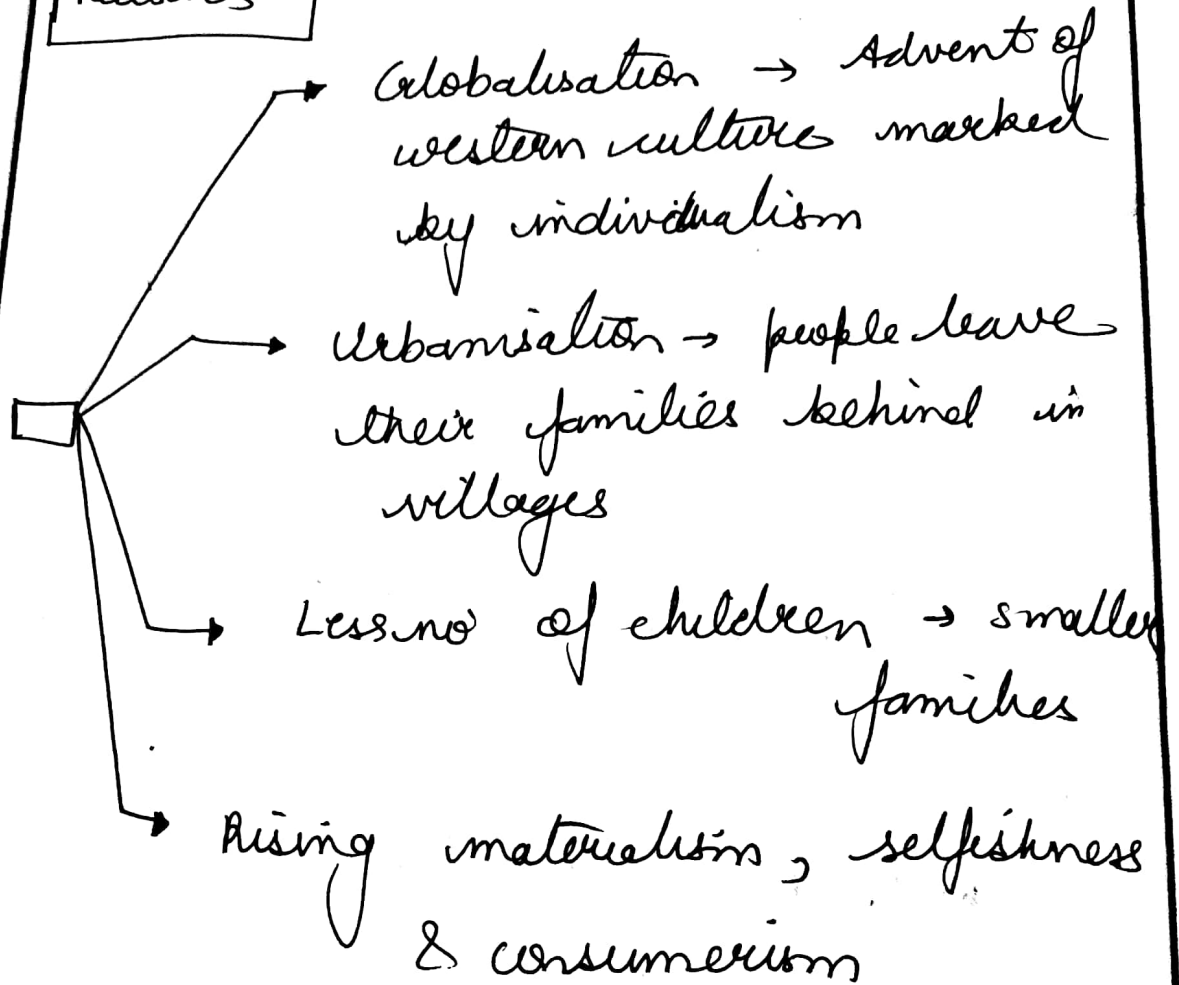 Globalisation → Advent of
western culture marked
by individualism
Urbanisation → people leave
their families behind in
villages
Less no of children → smaller
families
Rising materialism, selfishness
& consumerism